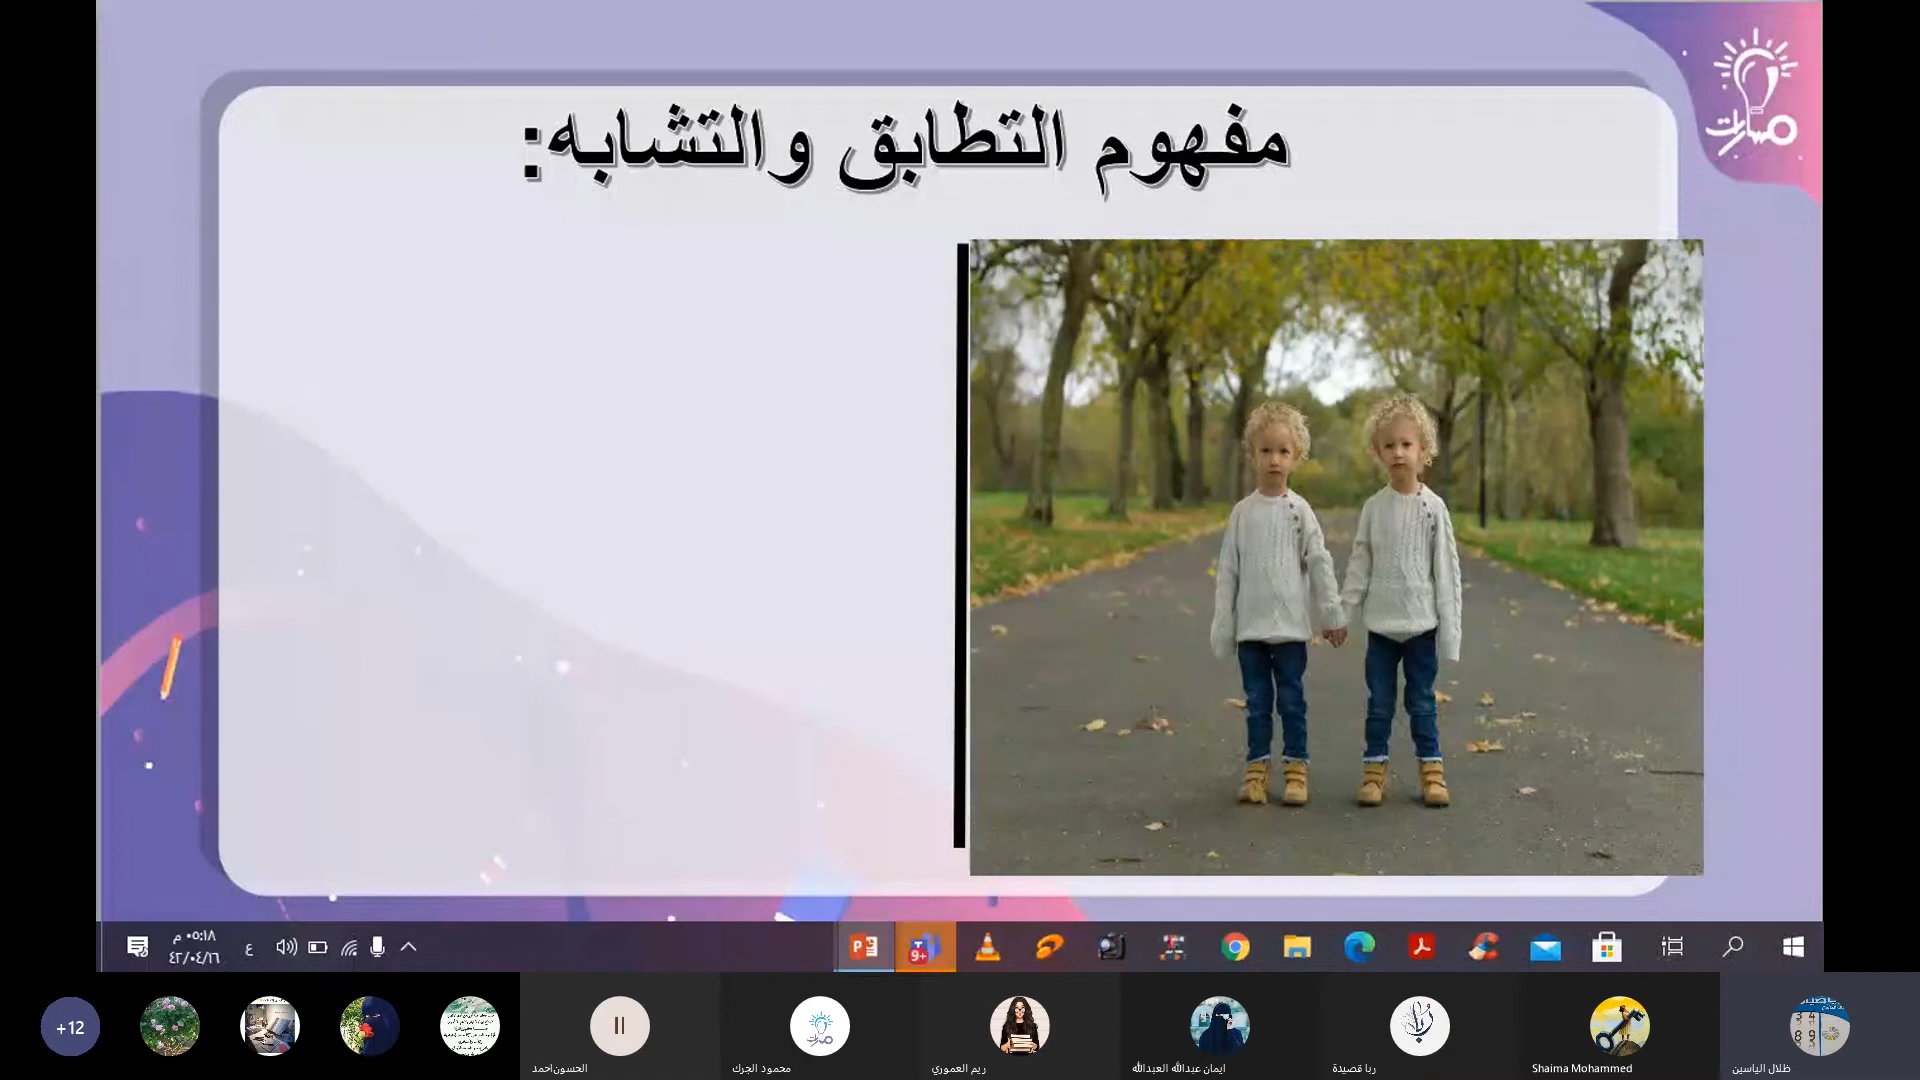 مسارات
مفهوم التطابق والتشابه:
٠٥:١٨ م
٤٢/٠٤/١٦
ع
9+
+12
الحسون احمد
محمود الجرك
ريم العموري
ايمان عبدالله العبدالله
ربا قصيدة
Shaima Mohammed
ظلال الياسين